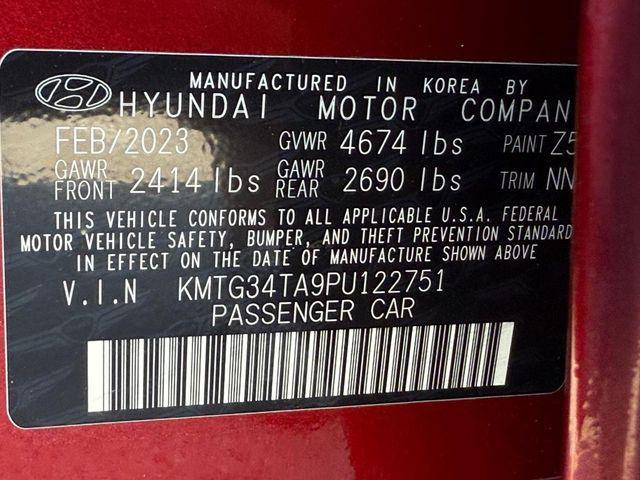 MANUFACTURED IN KOREA BY
HYUNDAI MOTOR COMPAN
FEB/2023 GVWR 4674 lbs PAINT Z5
GAWR FRONT 2414 lbs GAWR REAR 2690 lbs TRIM NN
THIS VEHICLE CONFORMS TO ALL APPLICABLE U.S.A. FEDERAL
MOTOR VEHICLE SAFETY, BUMPER, AND THEFT PREVENTION STANDARD
IN EFFECT ON THE DATE OF MANUFACTURE SHOWN ABOVE
V.I.N KMTG34TA9PU122751
PASSENGER CAR